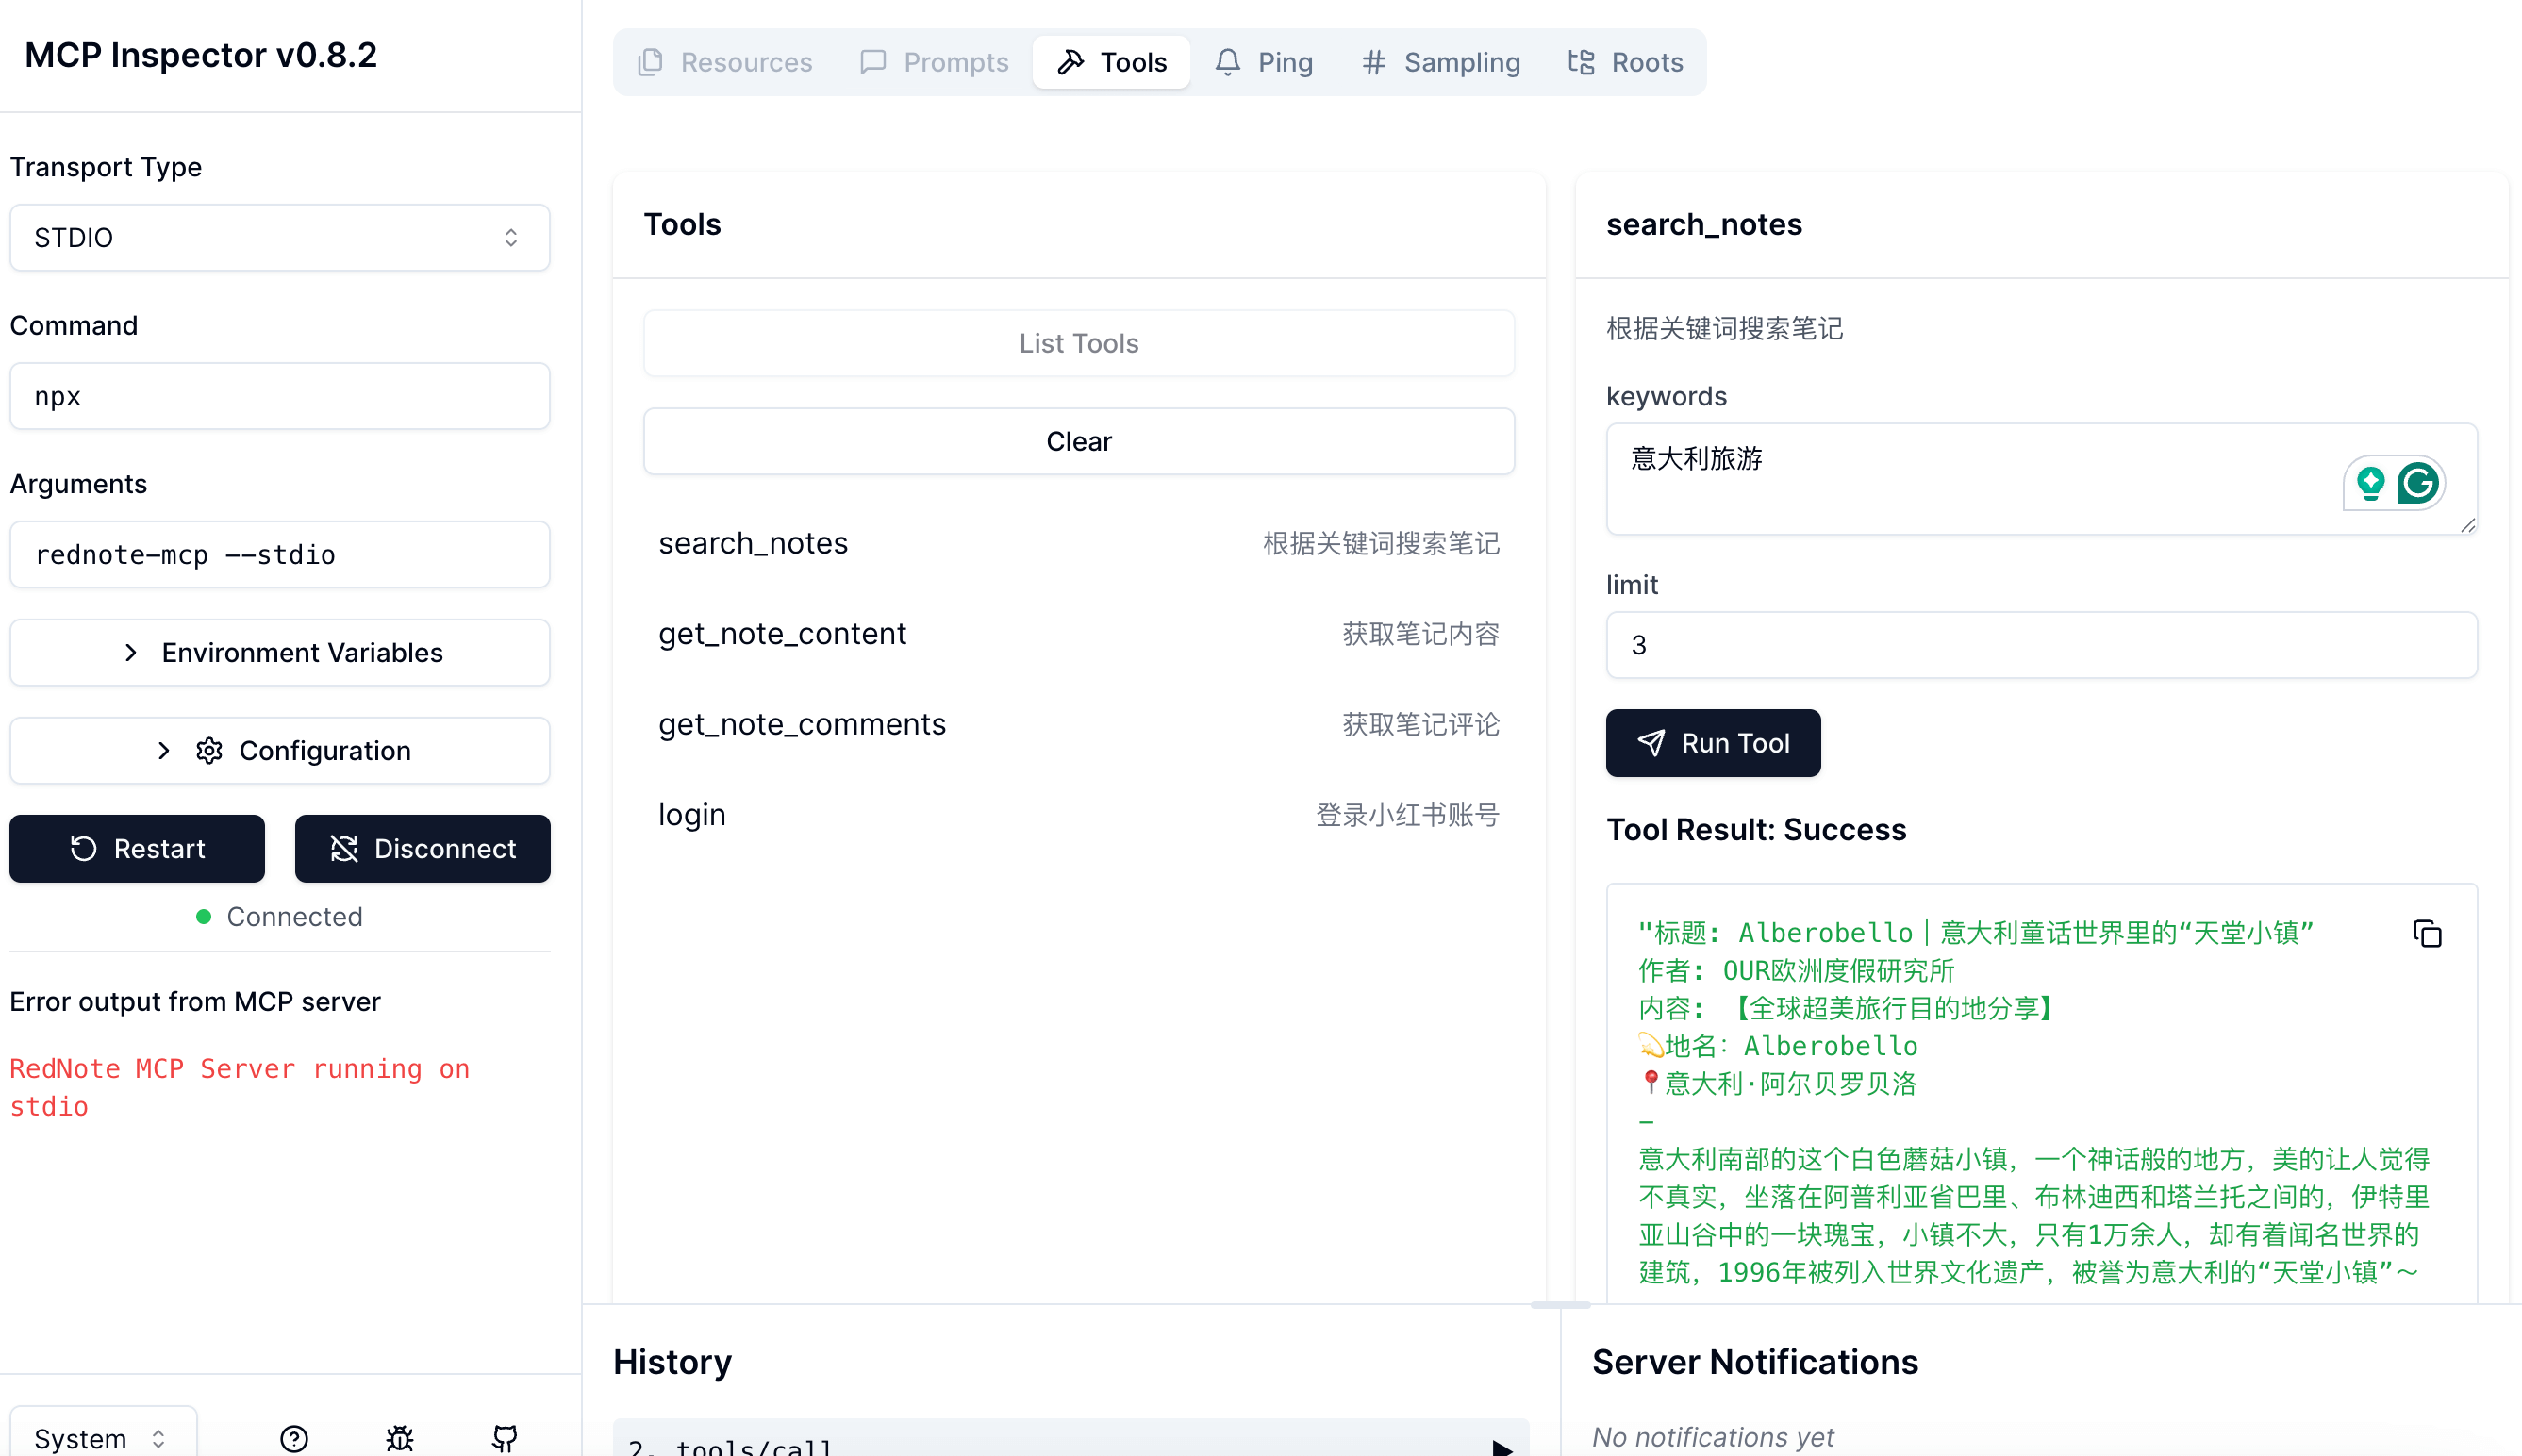 MCP Inspector v0.8.2
Transport Type
STDIO
Command
npx
Arguments
rednote-mcp --stdio
Environment Variables
Configuration
Restart
Disconnect
Connected
Error output from MCP server
RedNote MCP Server running on
stdio
System
Resources
Prompts
Tools
Ping
Sampling
Roots
Tools
List Tools
Clear
search_notes
根据关键词搜索笔记
get_note_content
获取笔记内容
get_note_comments
获取笔记评论
login
登录小红书账号
search_notes
根据关键词搜索笔记
keywords
意大利旅游
limit
3
Run Tool
Tool Result: Success
"标题: Alberobello｜意大利童话世界里的“天堂小镇”
作者: OUR欧洲度假研究所
内容: 【全球超美旅行目的地分享】
💫地名：Alberobello
📍意大利·阿尔贝罗贝洛
—
意大利南部的这个白色蘑菇小镇，一个神话般的地方，美的让人觉得
不真实，坐落在阿普利亚省巴里、布林迪西和塔兰托之间的，伊特里
亚山谷中的一块瑰宝，小镇不大，只有1万余人，却有着闻名世界的
建筑，1996年被列入世界文化遗产，被誉为意大利的“天堂小镇”～
History
2. tools/call
Server Notifications
No notifications yet